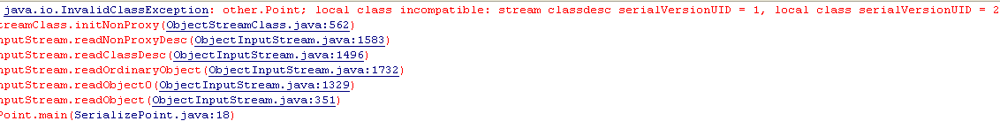 java.io.InvalidClassException: other.Point; local class incompatible: stream classdesc serialVersionUID = 1, local class serialVersionUID = 2
treamClass.initNonProxy(ObjectStreamClass.java:562)
nputStream.readNonProxyDesc(ObjectInputStream.java:1583)
nputStream.readClassDesc(ObjectInputStream.java:1496)
nputStream.readOrdinaryObject(ObjectInputStream.java:1732)
nputStream.readObject0(ObjectInputStream.java:1329)
nputStream.readObject(ObjectInputStream.java:351)
Point.main(SerializePoint.java:18)